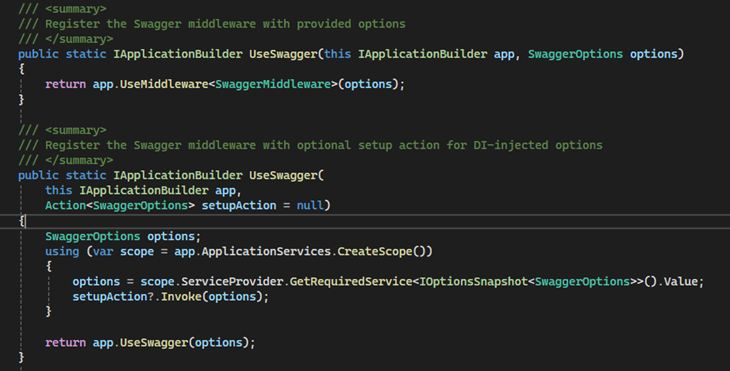 /// <summary>
/// Register the Swagger middleware with provided options
/// </summary>
public static IApplicationBuilder UseSwagger(this IApplicationBuilder app, SwaggerOptions options)
{
    return app.UseMiddleware<SwaggerMiddleware>(options);
}

/// <summary>
/// Register the Swagger middleware with optional setup action for DI-injected options
/// </summary>
public static IApplicationBuilder UseSwagger(
    this IApplicationBuilder app,
    Action<SwaggerOptions> setupAction = null)
{
    SwaggerOptions options;
    using (var scope = app.ApplicationServices.CreateScope())
    {
        options = scope.ServiceProvider.GetRequiredService<IOptionsSnapshot<SwaggerOptions>>().Value;
        setupAction?.Invoke(options);
    }

    return app.UseSwagger(options);
}